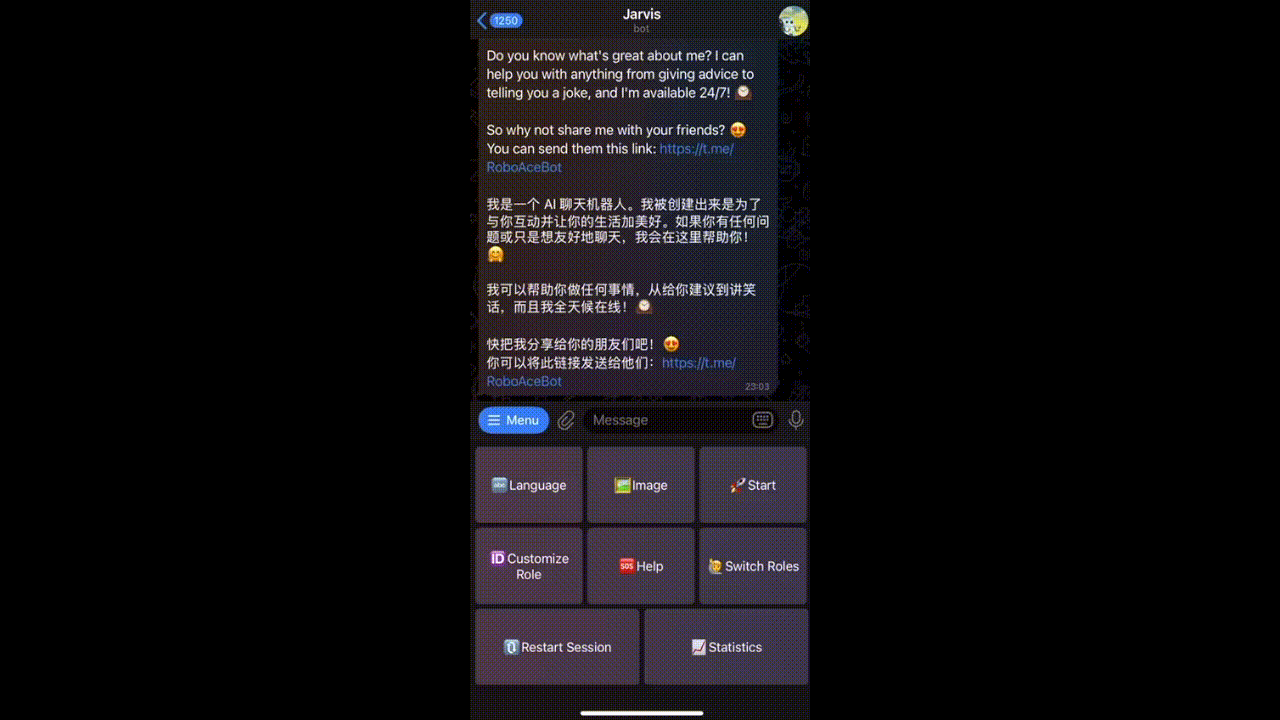 1250
Jarvis
bot
Do you know what's great about me? I can
help you with anything from giving advice to
telling you a joke, and I'm available 24/7! 🕰
So why not share me with your friends? 😍
You can send them this link: https://t.me/
RoboAceBot
我是一个 AI 聊天机器人。我被创建出来是为了
与你互动并让你的生活加美好。如果你有任何问
题或只是想友好地聊天，我会在这里帮助你！
🤗
我可以帮助你做任何事情，从给你建议到讲笑
话，而且我全天候在线！🕰
快把我分享给你的朋友们吧！😍
你可以将此链接发送给他们：https://t.me/
RoboAceBot
23:03
Menu
Message
🔤Language
🖼Image
🚀Start
🆔Customize
Role
🆘Help
🙋Switch Roles
🔃Restart Session
📈Statistics